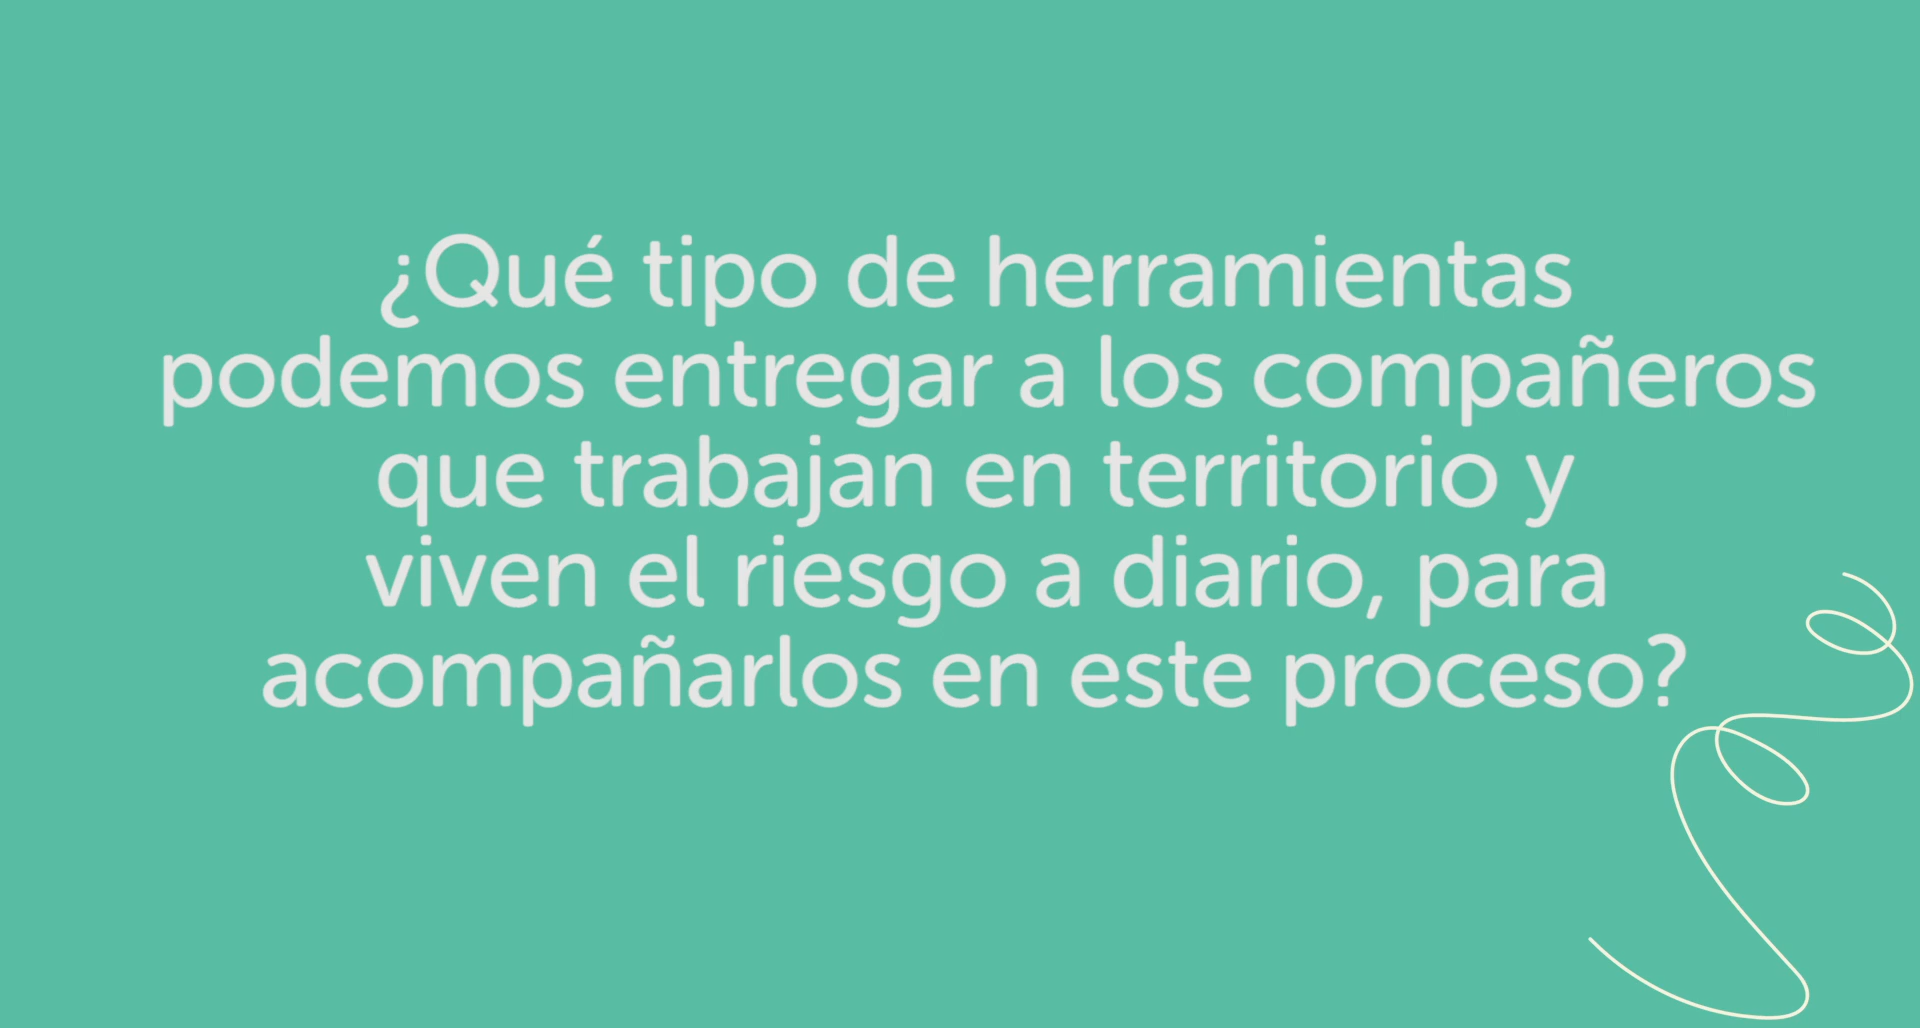 ¿Qué tipo de herramientas
podemos entregar a los compañeros
que trabajan en territorio y
viven el riesgo a diario, para
acompañarlos en este proceso?